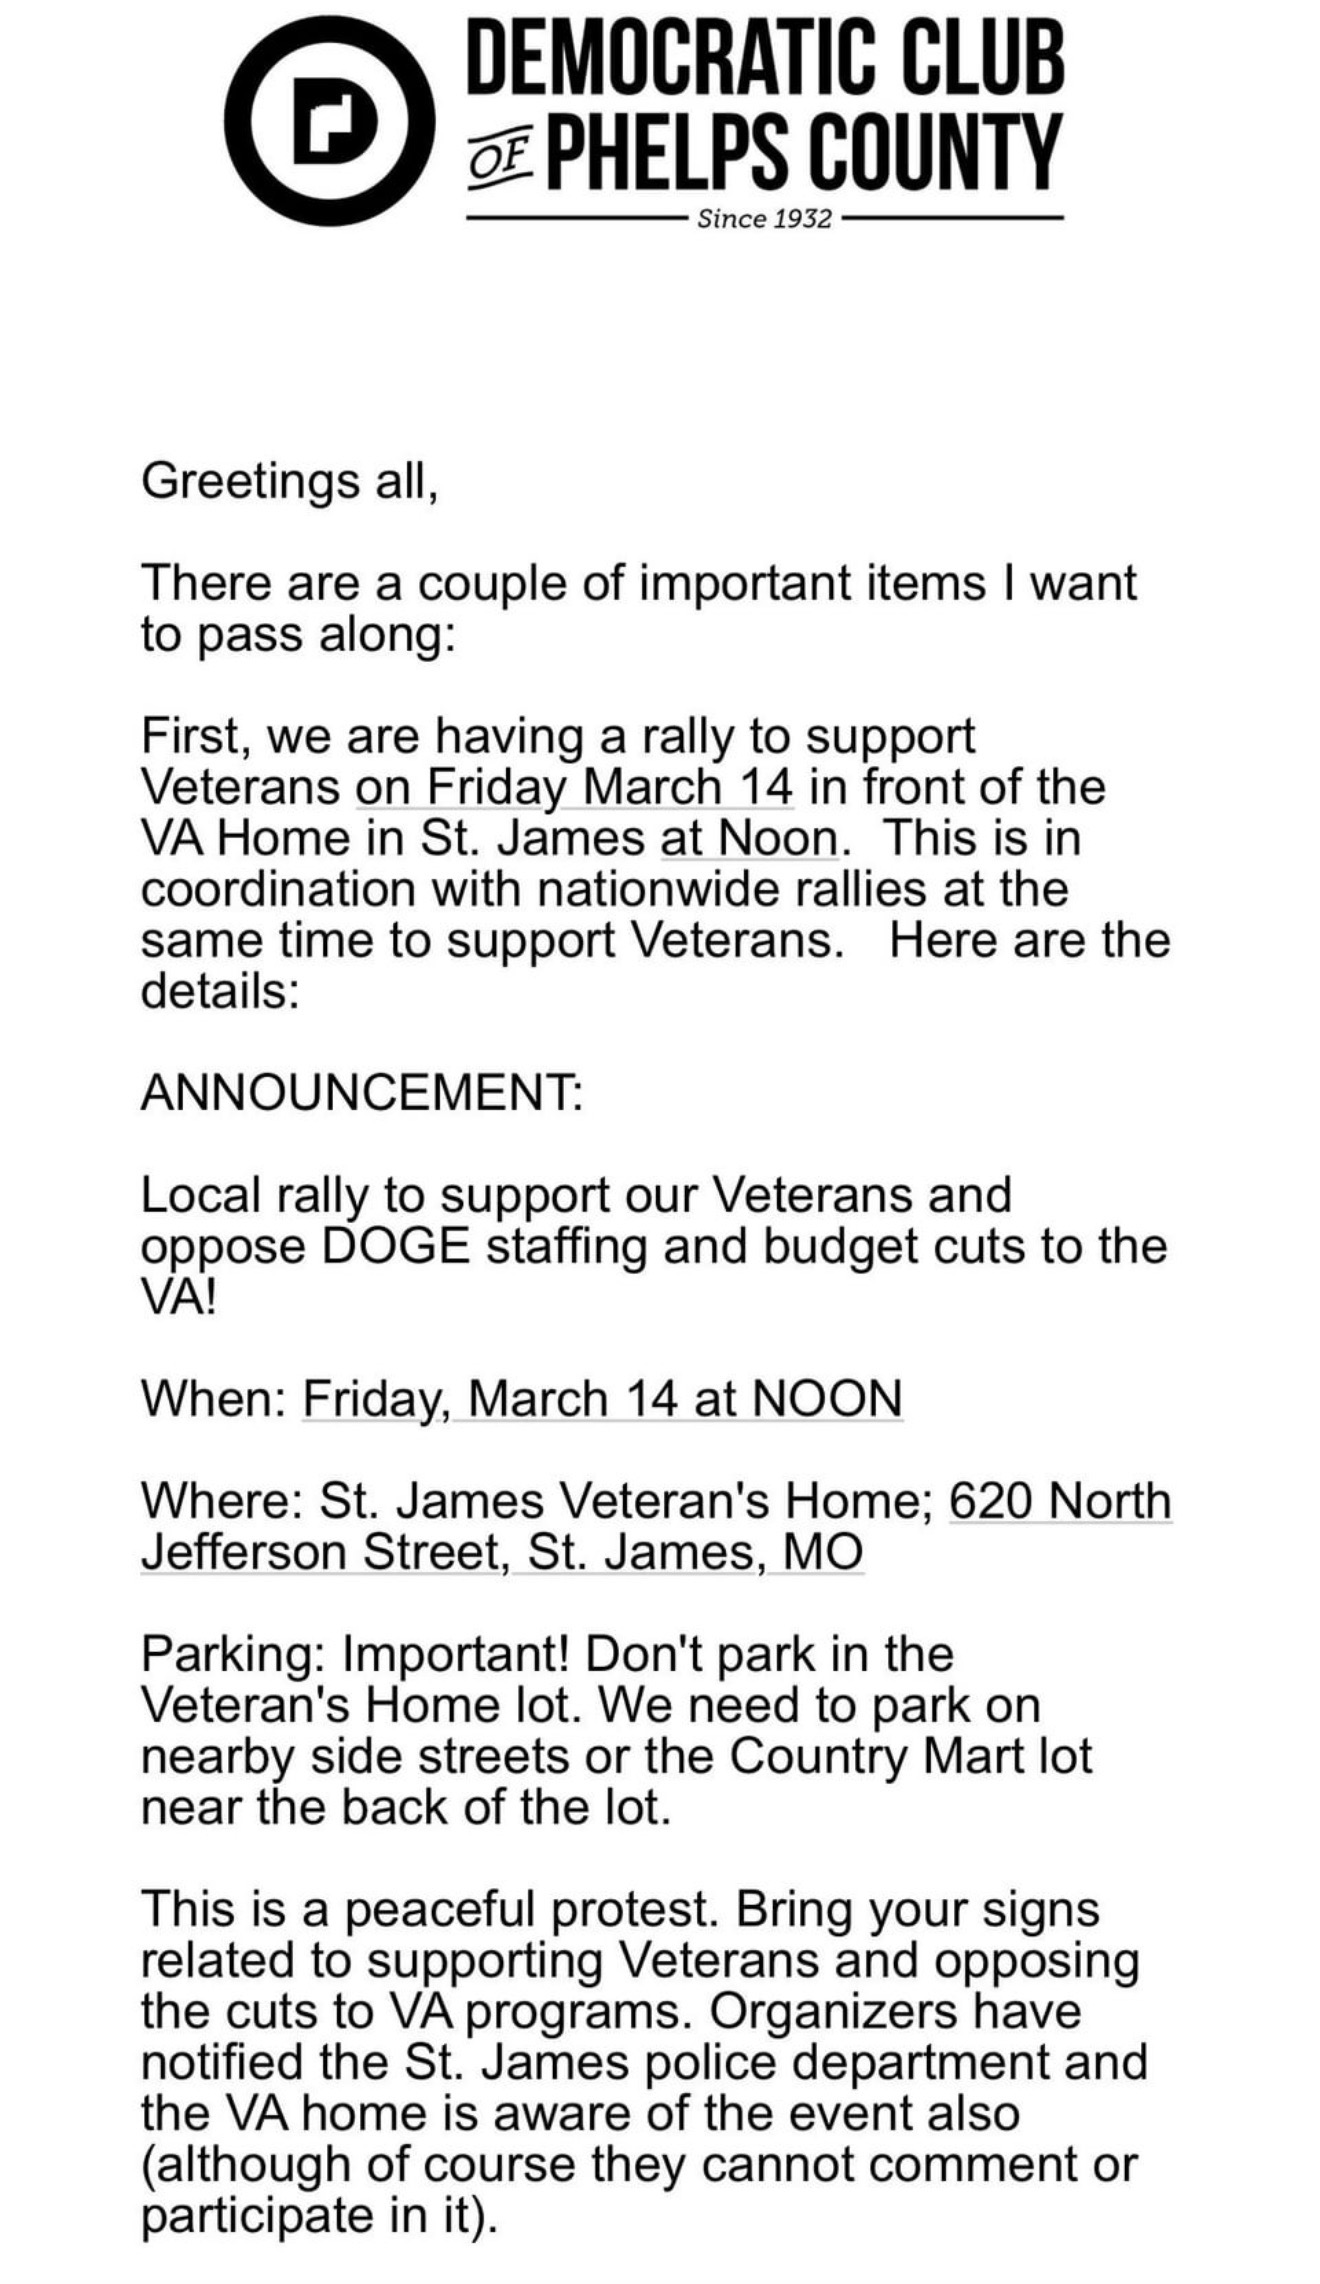 DEMOCRATIC CLUB
OF PHELPS COUNTY
Since 1932
Greetings all,
There are a couple of important items I want
to pass along:
First, we are having a rally to support
Veterans on Friday March 14 in front of the
VA Home in St. James at Noon.  This is in
coordination with nationwide rallies at the
same time to support Veterans.   Here are the
details:
ANNOUNCEMENT:
Local rally to support our Veterans and
oppose DOGE staffing and budget cuts to the
VA!
When: Friday, March 14 at NOON
Where: St. James Veteran's Home; 620 North
Jefferson Street, St. James, MO
Parking: Important! Don't park in the
Veteran's Home lot. We need to park on
nearby side streets or the Country Mart lot
near the back of the lot.
This is a peaceful protest. Bring your signs
related to supporting Veterans and opposing
the cuts to VA programs. Organizers have
notified the St. James police department and
the VA home is aware of the event also
(although of course they cannot comment or
participate in it).